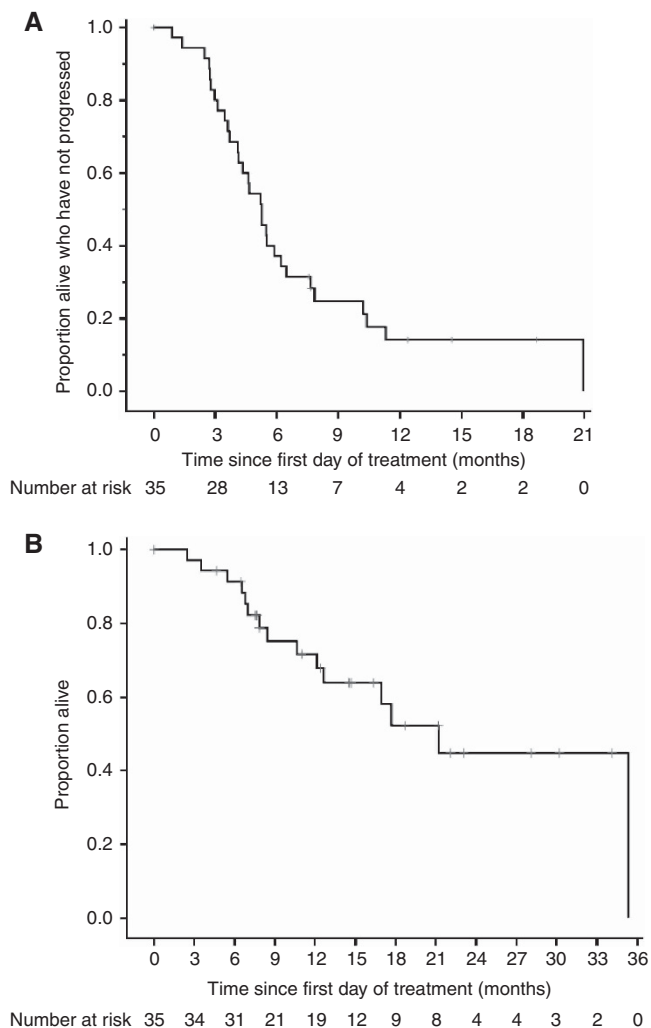 A
Proportion alive who have not progressed
1.0
0.8
0.6
0.4
0.2
0.0
0 3 6 9 12 15 18 21
Time since first day of treatment (months)
Number at risk 35 28 13 7 4 2 2 0
B
Proportion alive
1.0
0.8
0.6
0.4
0.2
0.0
0 3 6 9 12 15 18 21 24 27 30 33 36
Time since first day of treatment (months)
Number at risk 35 34 31 21 19 12 9 8 4 4 3 2 0